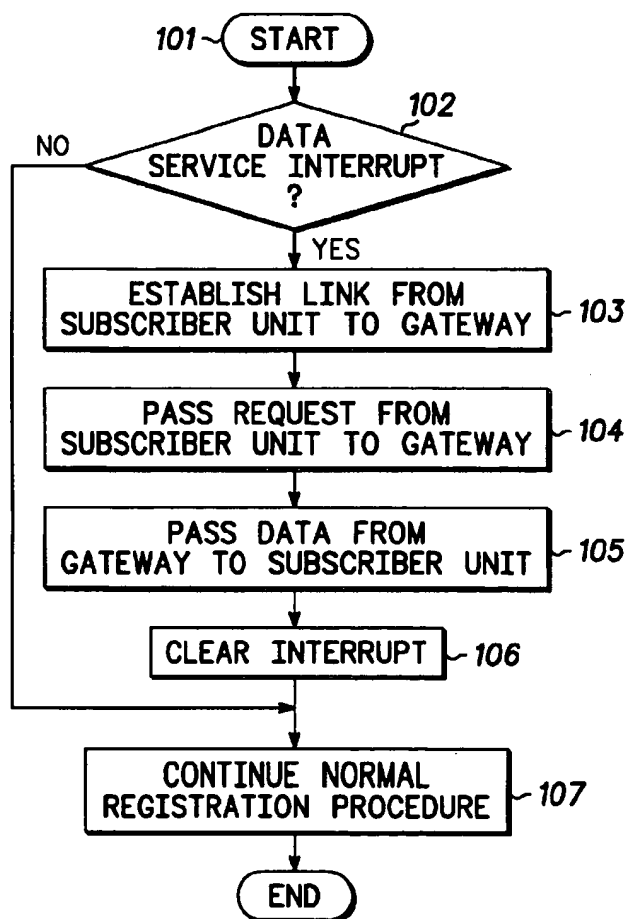 101 START
102
DATA
NO SERVICE INTERRUPT
?
YES
ESTABLISH LINK FROM
SUBSCRIBER UNIT TO GATEWAY 103
PASS REQUEST FROM
SUBSCRIBER UNIT TO GATEWAY 104
PASS DATA FROM
GATEWAY TO SUBSCRIBER UNIT 105
CLEAR INTERRUPT 106
CONTINUE NORMAL
REGISTRATION PROCEDURE 107
END